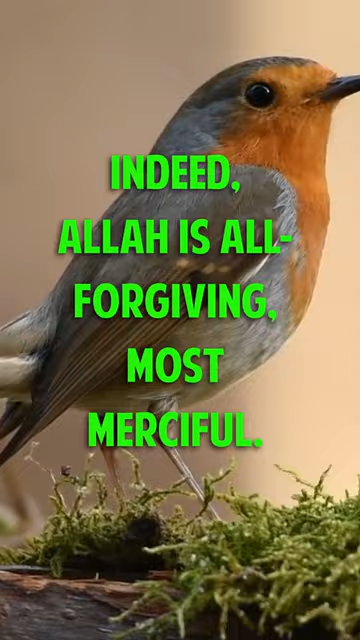 INDEED,
ALLAH IS ALL-
FORGIVING,
MOST
MERCIFUL.